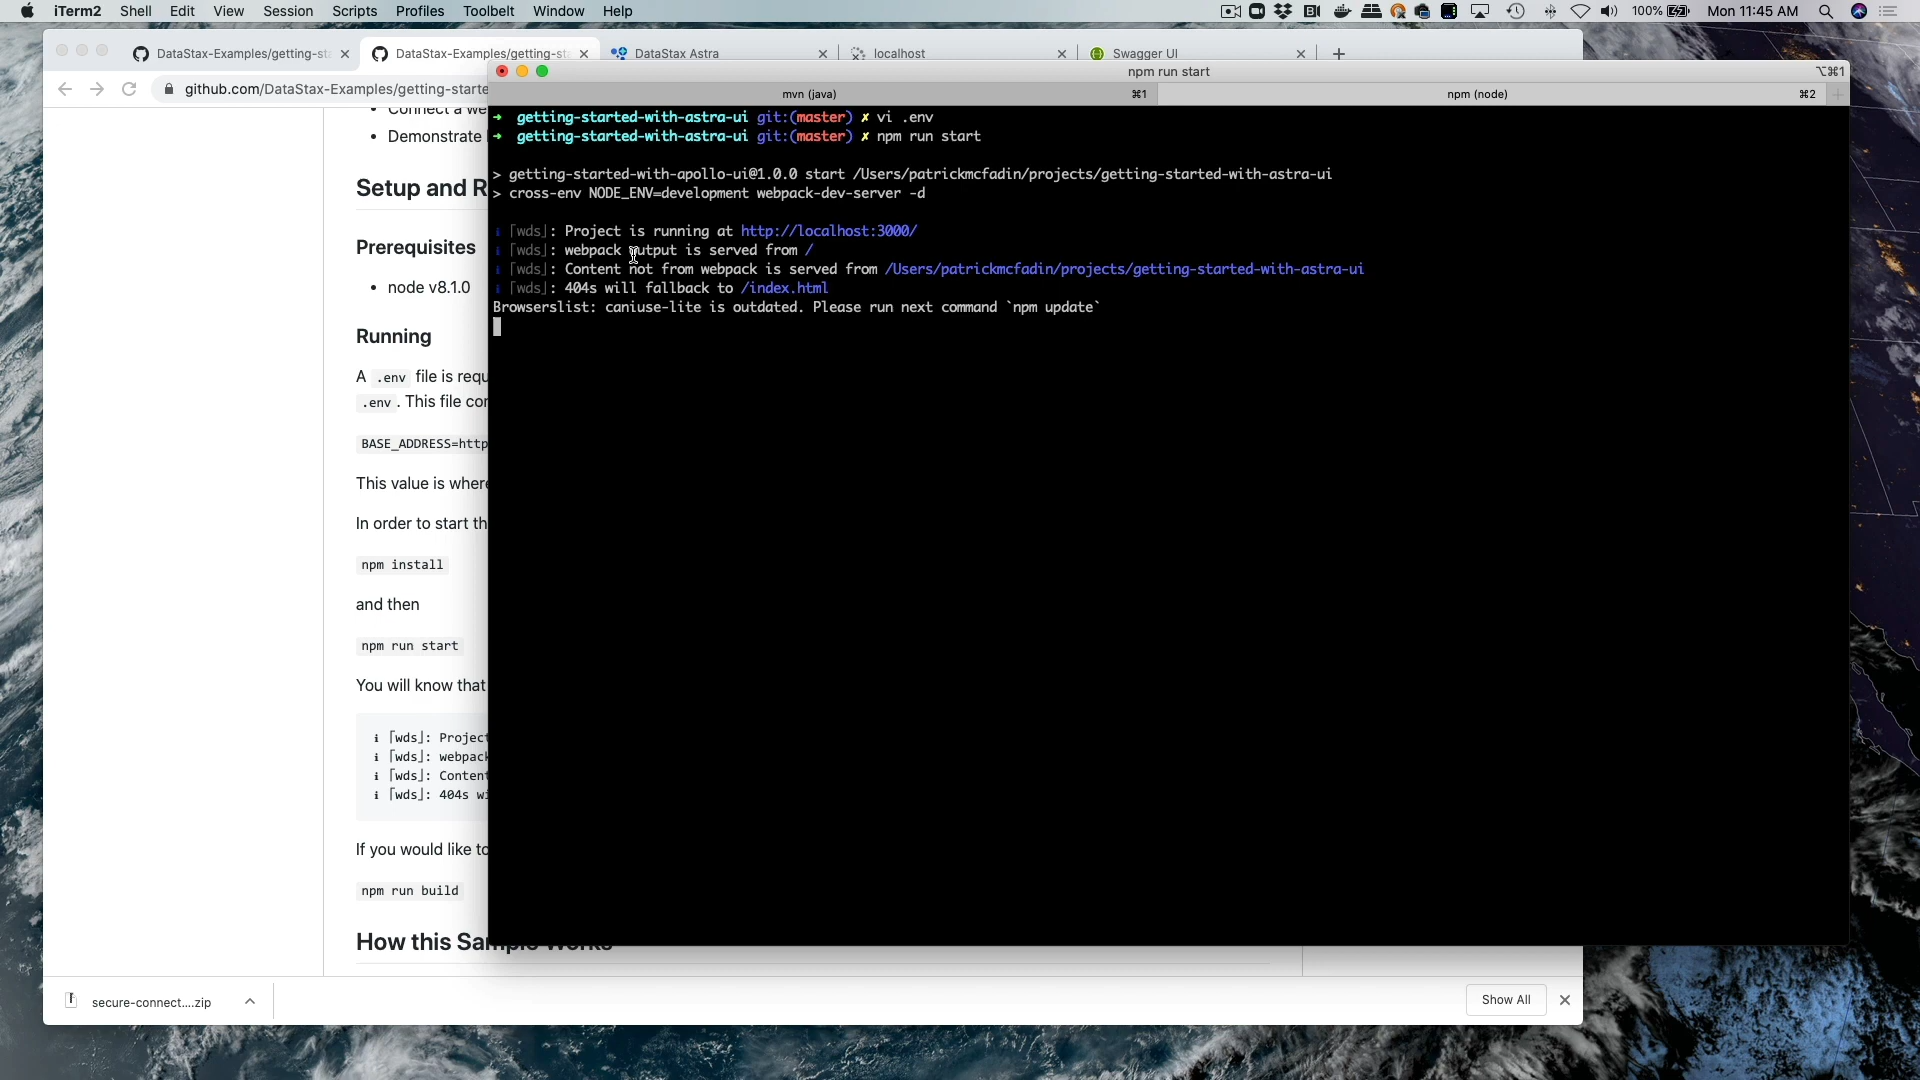 iTerm2 Shell Edit View Session Scripts Profiles Toolbelt Window Help
100% Mon 11:45 AM
DataStax-Examples/getting-st
DataStax-Examples/getting-st
DataStax Astra
localhost
Swagger UI
github.com/DataStax-Examples/getting-starte
npm run start
⌥⌘1
mvn (java) ⌘1
npm (node) ⌘2
➜ getting-started-with-astra-ui git:(master) ✗ vi .env
➜ getting-started-with-astra-ui git:(master) ✗ npm run start
> getting-started-with-apollo-ui@1.0.0 start /Users/patrickmcfadin/projects/getting-started-with-astra-ui
> cross-env NODE_ENV=development webpack-dev-server -d
ℹ ｢wds｣: Project is running at http://localhost:3000/
ℹ ｢wds｣: webpack output is served from /
ℹ ｢wds｣: Content not from webpack is served from /Users/patrickmcfadin/projects/getting-started-with-astra-ui
ℹ ｢wds｣: 404s will fallback to /index.html
Browserslist: caniuse-lite is outdated. Please run next command `npm update`
• Connect a we
• Demonstrate
Setup and R
Prerequisites
• node v8.1.0
Running
A .env file is requ
.env . This file cor
BASE_ADDRESS=http
This value is where
In order to start th
npm install
and then
npm run start
You will know that
ℹ ｢wds｣: Project
ℹ ｢wds｣: webpack
ℹ ｢wds｣: Content
ℹ ｢wds｣: 404s wi
If you would like to
npm run build
How this Sample Works
secure-connect....zip
Show All